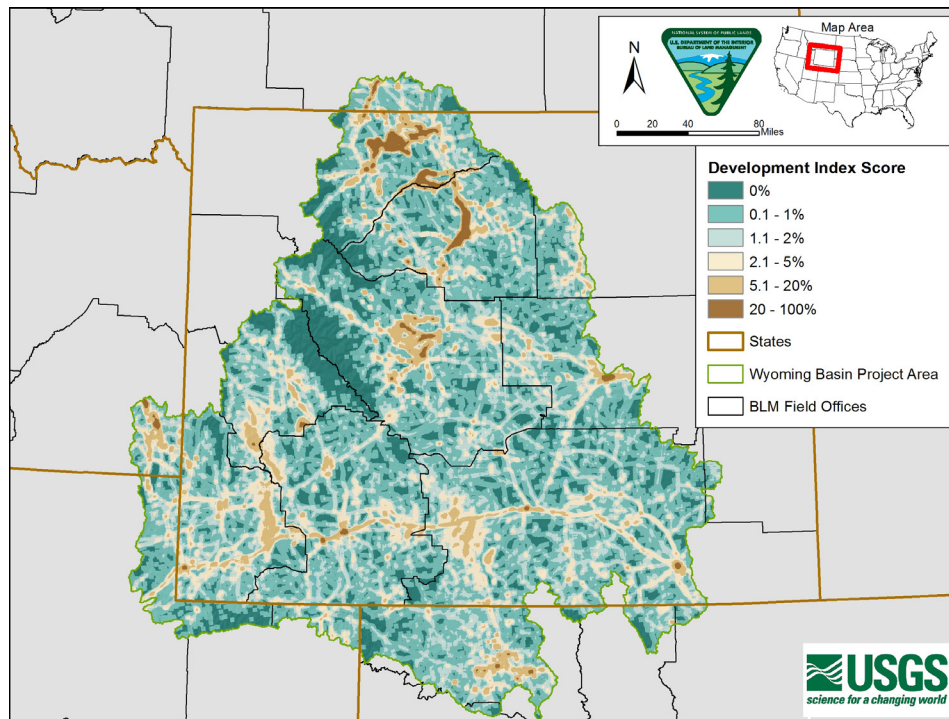 Map Area
N
NATIONAL SYSTEM OF PUBLIC LANDS
U.S. DEPARTMENT OF THE INTERIOR
BUREAU OF LAND MANAGEMENT
0 20 40 80
Miles
Development Index Score
0%
0.1 - 1%
1.1 - 2%
2.1 - 5%
5.1 - 20%
20 - 100%
States
Wyoming Basin Project Area
BLM Field Offices
USGS
science for a changing world